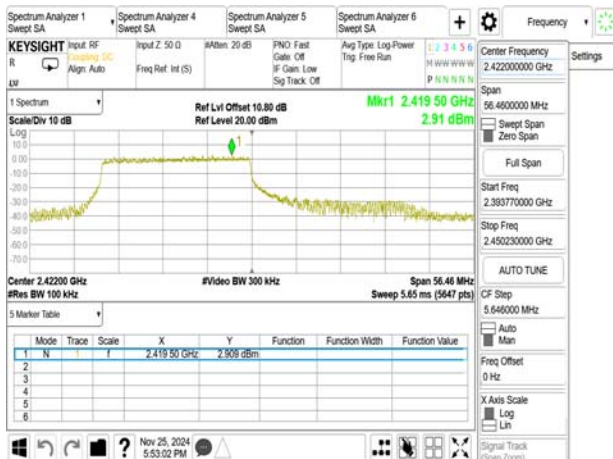 Spectrum Analyzer 1
Swept SA
Spectrum Analyzer 4
Swept SA
Spectrum Analyzer 5
Swept SA
Spectrum Analyzer 6
Swept SA
+
Frequency
Settings
KEYSIGHT
R
Input: RF
Coupling: DC
Align: Auto
Input Z: 50 Ω
Freq Ref: Int (S)
#Atten: 20 dB
PNO: Fast
Gate: Off
IF Gain: Low
Sig Track: Off
Avg Type: Log-Power
Trig: Free Run
1 2 3 4 5 6
M W W W W W
P N N N N N
1 Spectrum
Scale/Div 10 dB
Ref Lvl Offset 10.80 dB
Ref Level 20.00 dBm
Mkr1 2.419 50 GHz
2.91 dBm
Log
10.0
0.00
-10.0
-20.0
-30.0
-40.0
-50.0
-60.0
-70.0
1
Center 2.42200 GHz
#Res BW 100 kHz
#Video BW 300 kHz
Span 56.46 MHz
Sweep 5.65 ms (5647 pts)
5 Marker Table
Mode Trace Scale X Y Function Function Width Function Value
1 N 1 f 2.419 50 GHz 2.909 dBm
2
3
4
5
6
Nov 25, 2024
5:53:02 PM
Center Frequency
2.422000000 GHz
Span
56.4600000 MHz
Swept Span
Zero Span
Full Span
Start Freq
2.393770000 GHz
Stop Freq
2.450230000 GHz
AUTO TUNE
CF Step
5.646000 MHz
Auto
Man
Freq Offset
0 Hz
X Axis Scale
Log
Lin
Signal Track
(Span Zoom)